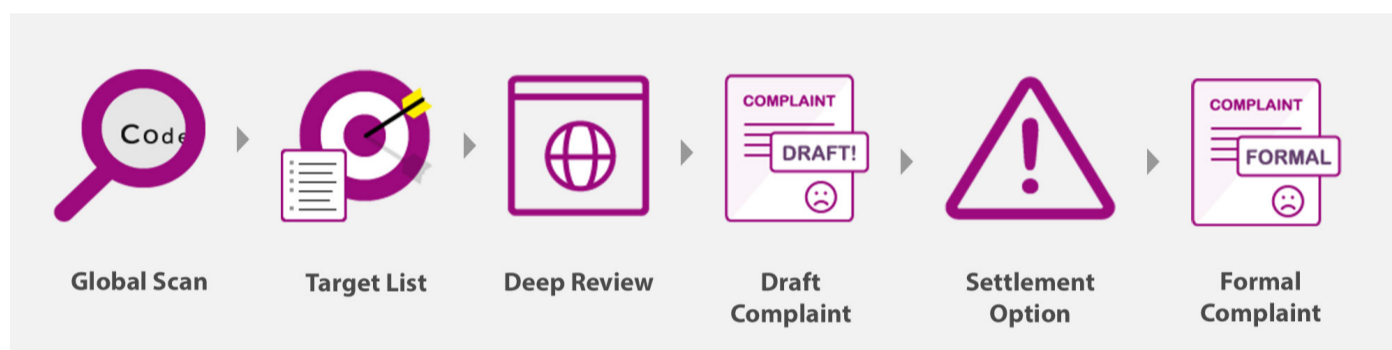 Code
COMPLAINT
DRAFT!
COMPLAINT
FORMAL
Global Scan
Target List
Deep Review
Draft
Complaint
Settlement
Option
Formal
Complaint